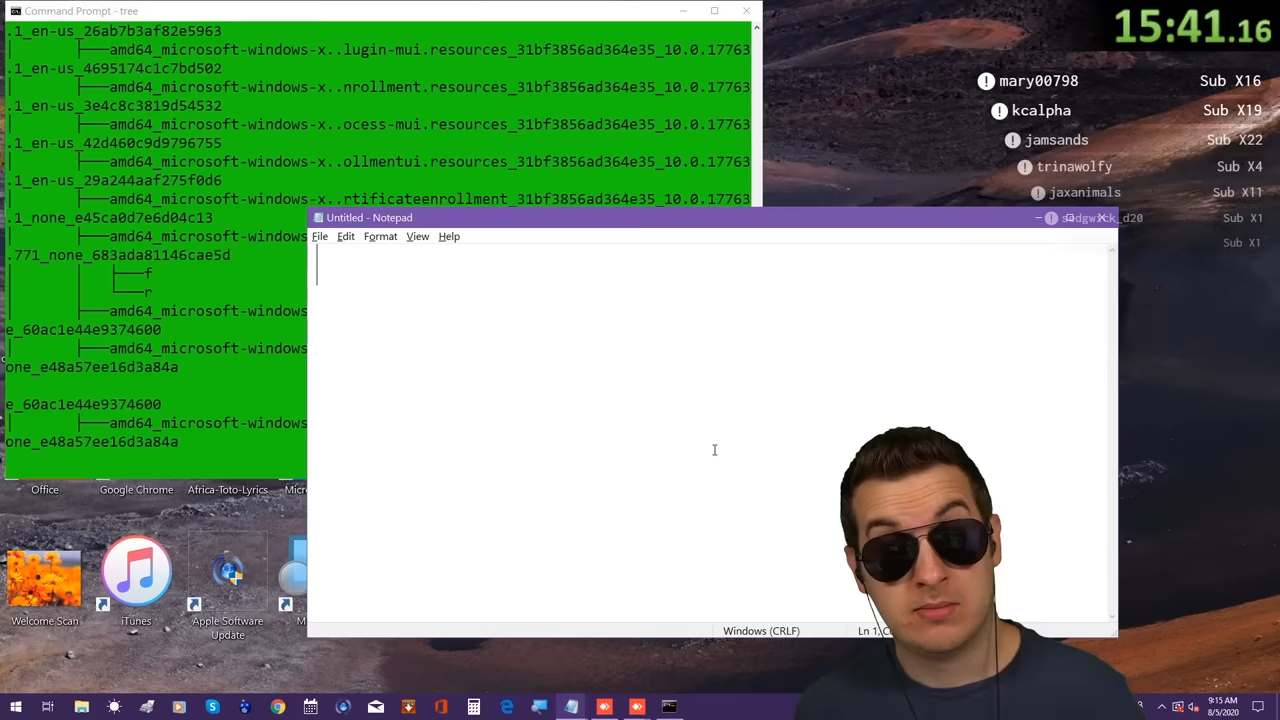 Command Prompt - tree
.1_en-us_26ab7b3af82e5963
amd64_microsoft-windows-x..lugin-mui.resources_31bf3856ad364e35_10.0.17763
.1_en-us_4695174c1c7bd502
amd64_microsoft-windows-x..nrollment.resources_31bf3856ad364e35_10.0.17763
.1_en-us_3e4c8c3819d54532
amd64_microsoft-windows-x..ocess-mui.resources_31bf3856ad364e35_10.0.17763
.1_en-us_42d460c9d9796755
amd64_microsoft-windows-x..ollmentui.resources_31bf3856ad364e35_10.0.17763
.1_en-us_29a244aaf275f0d6
amd64_microsoft-windows-x..rtificateenrollment_31bf3856ad364e35_10.0.17763
.1_none_e45ca0d7e6d04c13
amd64_microsoft-windows
.771_none_683ada81146cae5d
f
r
amd64_microsoft-windows
e_60ac1e44e9374600
amd64_microsoft-windows
one_e48a57ee16d3a84a
e_60ac1e44e9374600
amd64_microsoft-windows
one_e48a57ee16d3a84a
15:41.16
mary00798 Sub X16
kcalpha Sub X19
jamsands Sub X22
trinawolfy Sub X4
jaxanimals Sub X11
Sub X1
Sub X1
Untitled - Notepad
File Edit Format View Help
Windows (CRLF) Ln 1, C
Office Google Chrome Africa-Toto-Lyrics Micr
Welcome Scan iTunes Apple Software
Update
9:15 AM
8/5/2020